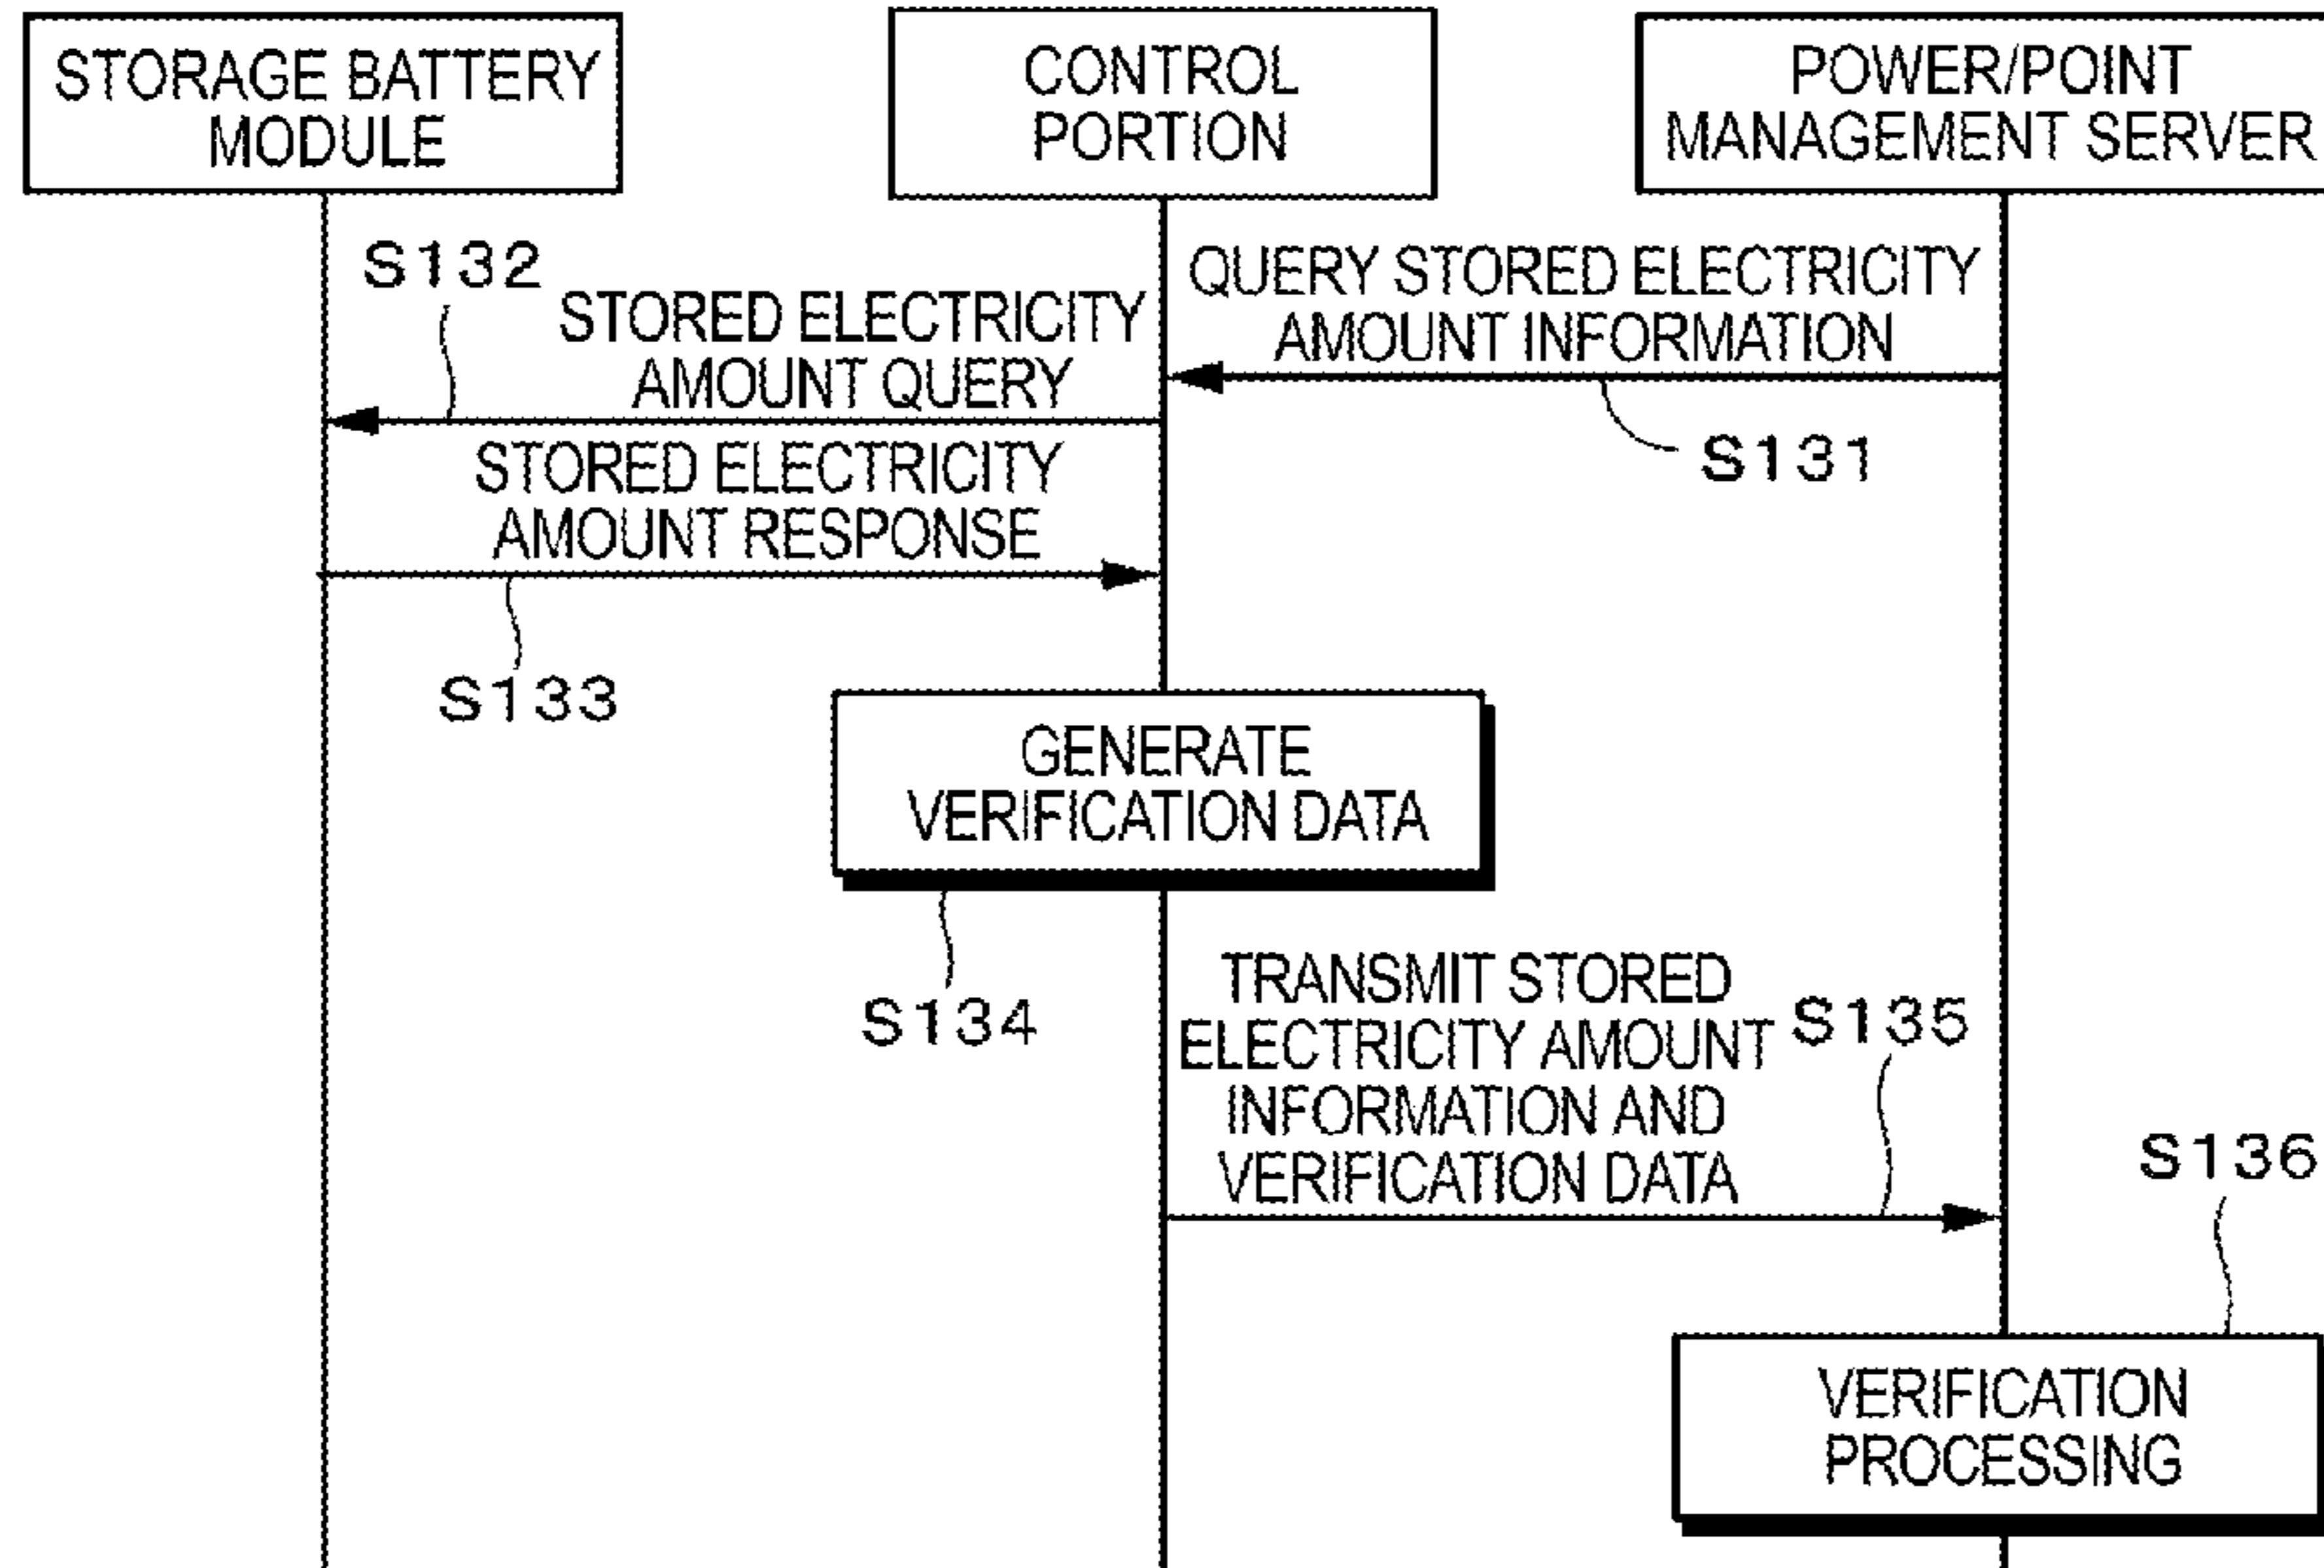 STORAGE BATTERY
MODULE
CONTROL
PORTION
POWER/POINT
MANAGEMENT SERVER
QUERY STORED ELECTRICITY
AMOUNT INFORMATION
S131
S132
STORED ELECTRICITY
AMOUNT QUERY
STORED ELECTRICITY
AMOUNT RESPONSE
S133
GENERATE
VERIFICATION DATA
S134
TRANSMIT STORED
ELECTRICITY AMOUNT
INFORMATION AND
VERIFICATION DATA
S135
S136
VERIFICATION
PROCESSING